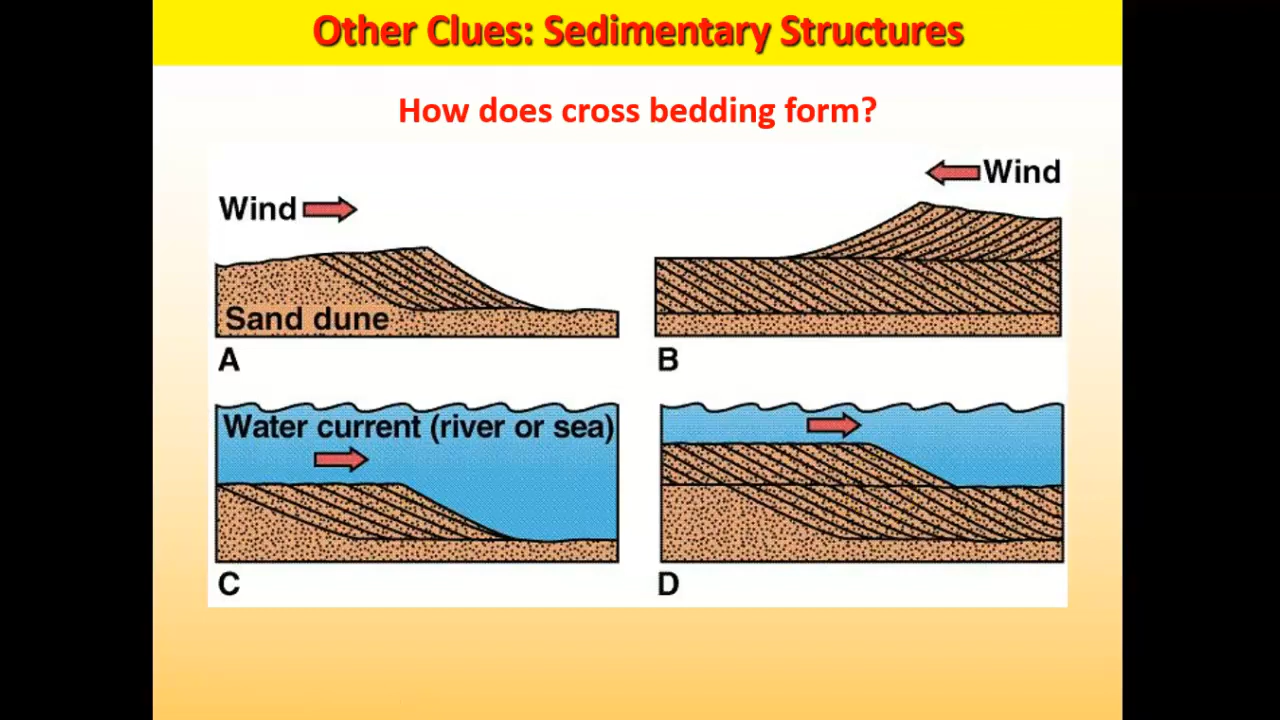 Other Clues: Sedimentary Structures
How does cross bedding form?
Wind
Sand dune
A
Wind
B
Water current (river or sea)
C
D